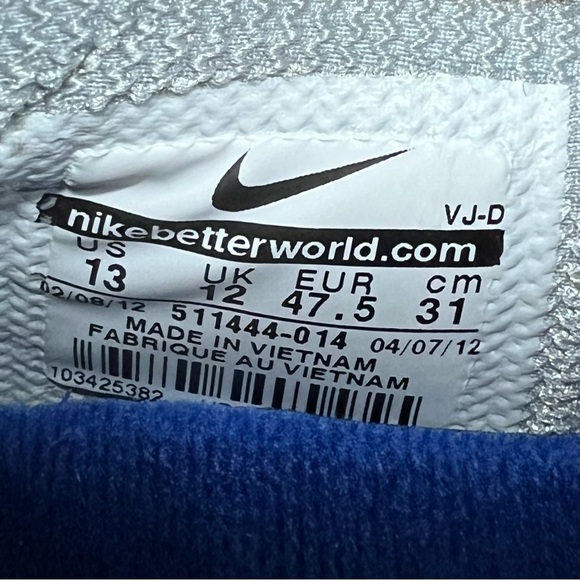 VJ-D
nikebetterworld.com
US UK EUR cm
13 12 47.5 31
02/08/12 511444-014 04/07/12
MADE IN VIETNAM
FABRIQUE AU VIETNAM
103425382